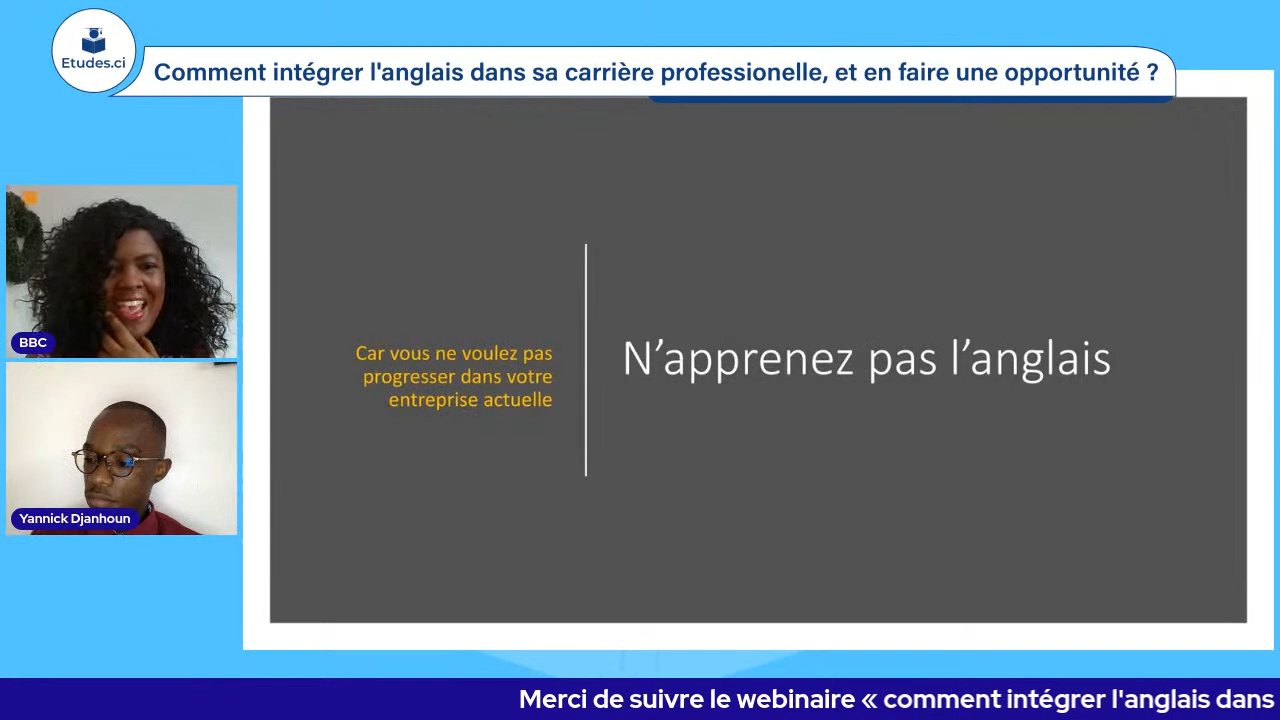 Etudes.ci
Comment intégrer l'anglais dans sa carrière professionelle, et en faire une opportunité ?
BBC
Yannick Djanhoun
Car vous ne voulez pas
progresser dans votre
entreprise actuelle
N’apprenez pas l’anglais
Merci de suivre le webinaire « comment intégrer l'anglais dans